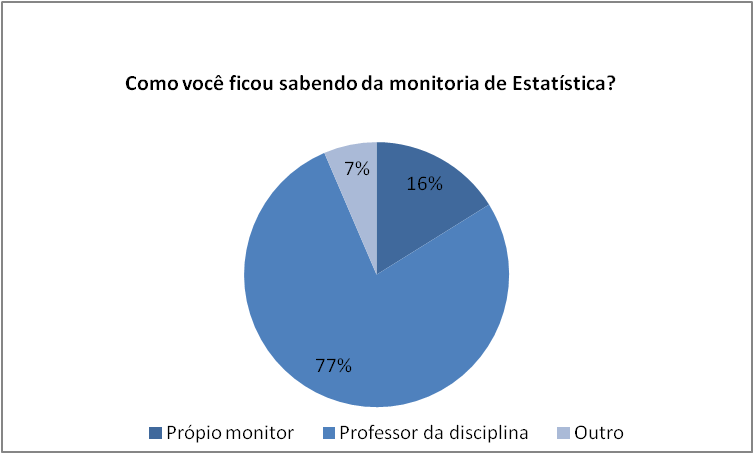 Como você ficou sabendo da monitoria de Estatística?
7%
16%
77%
Própio monitor
Professor da disciplina
Outro